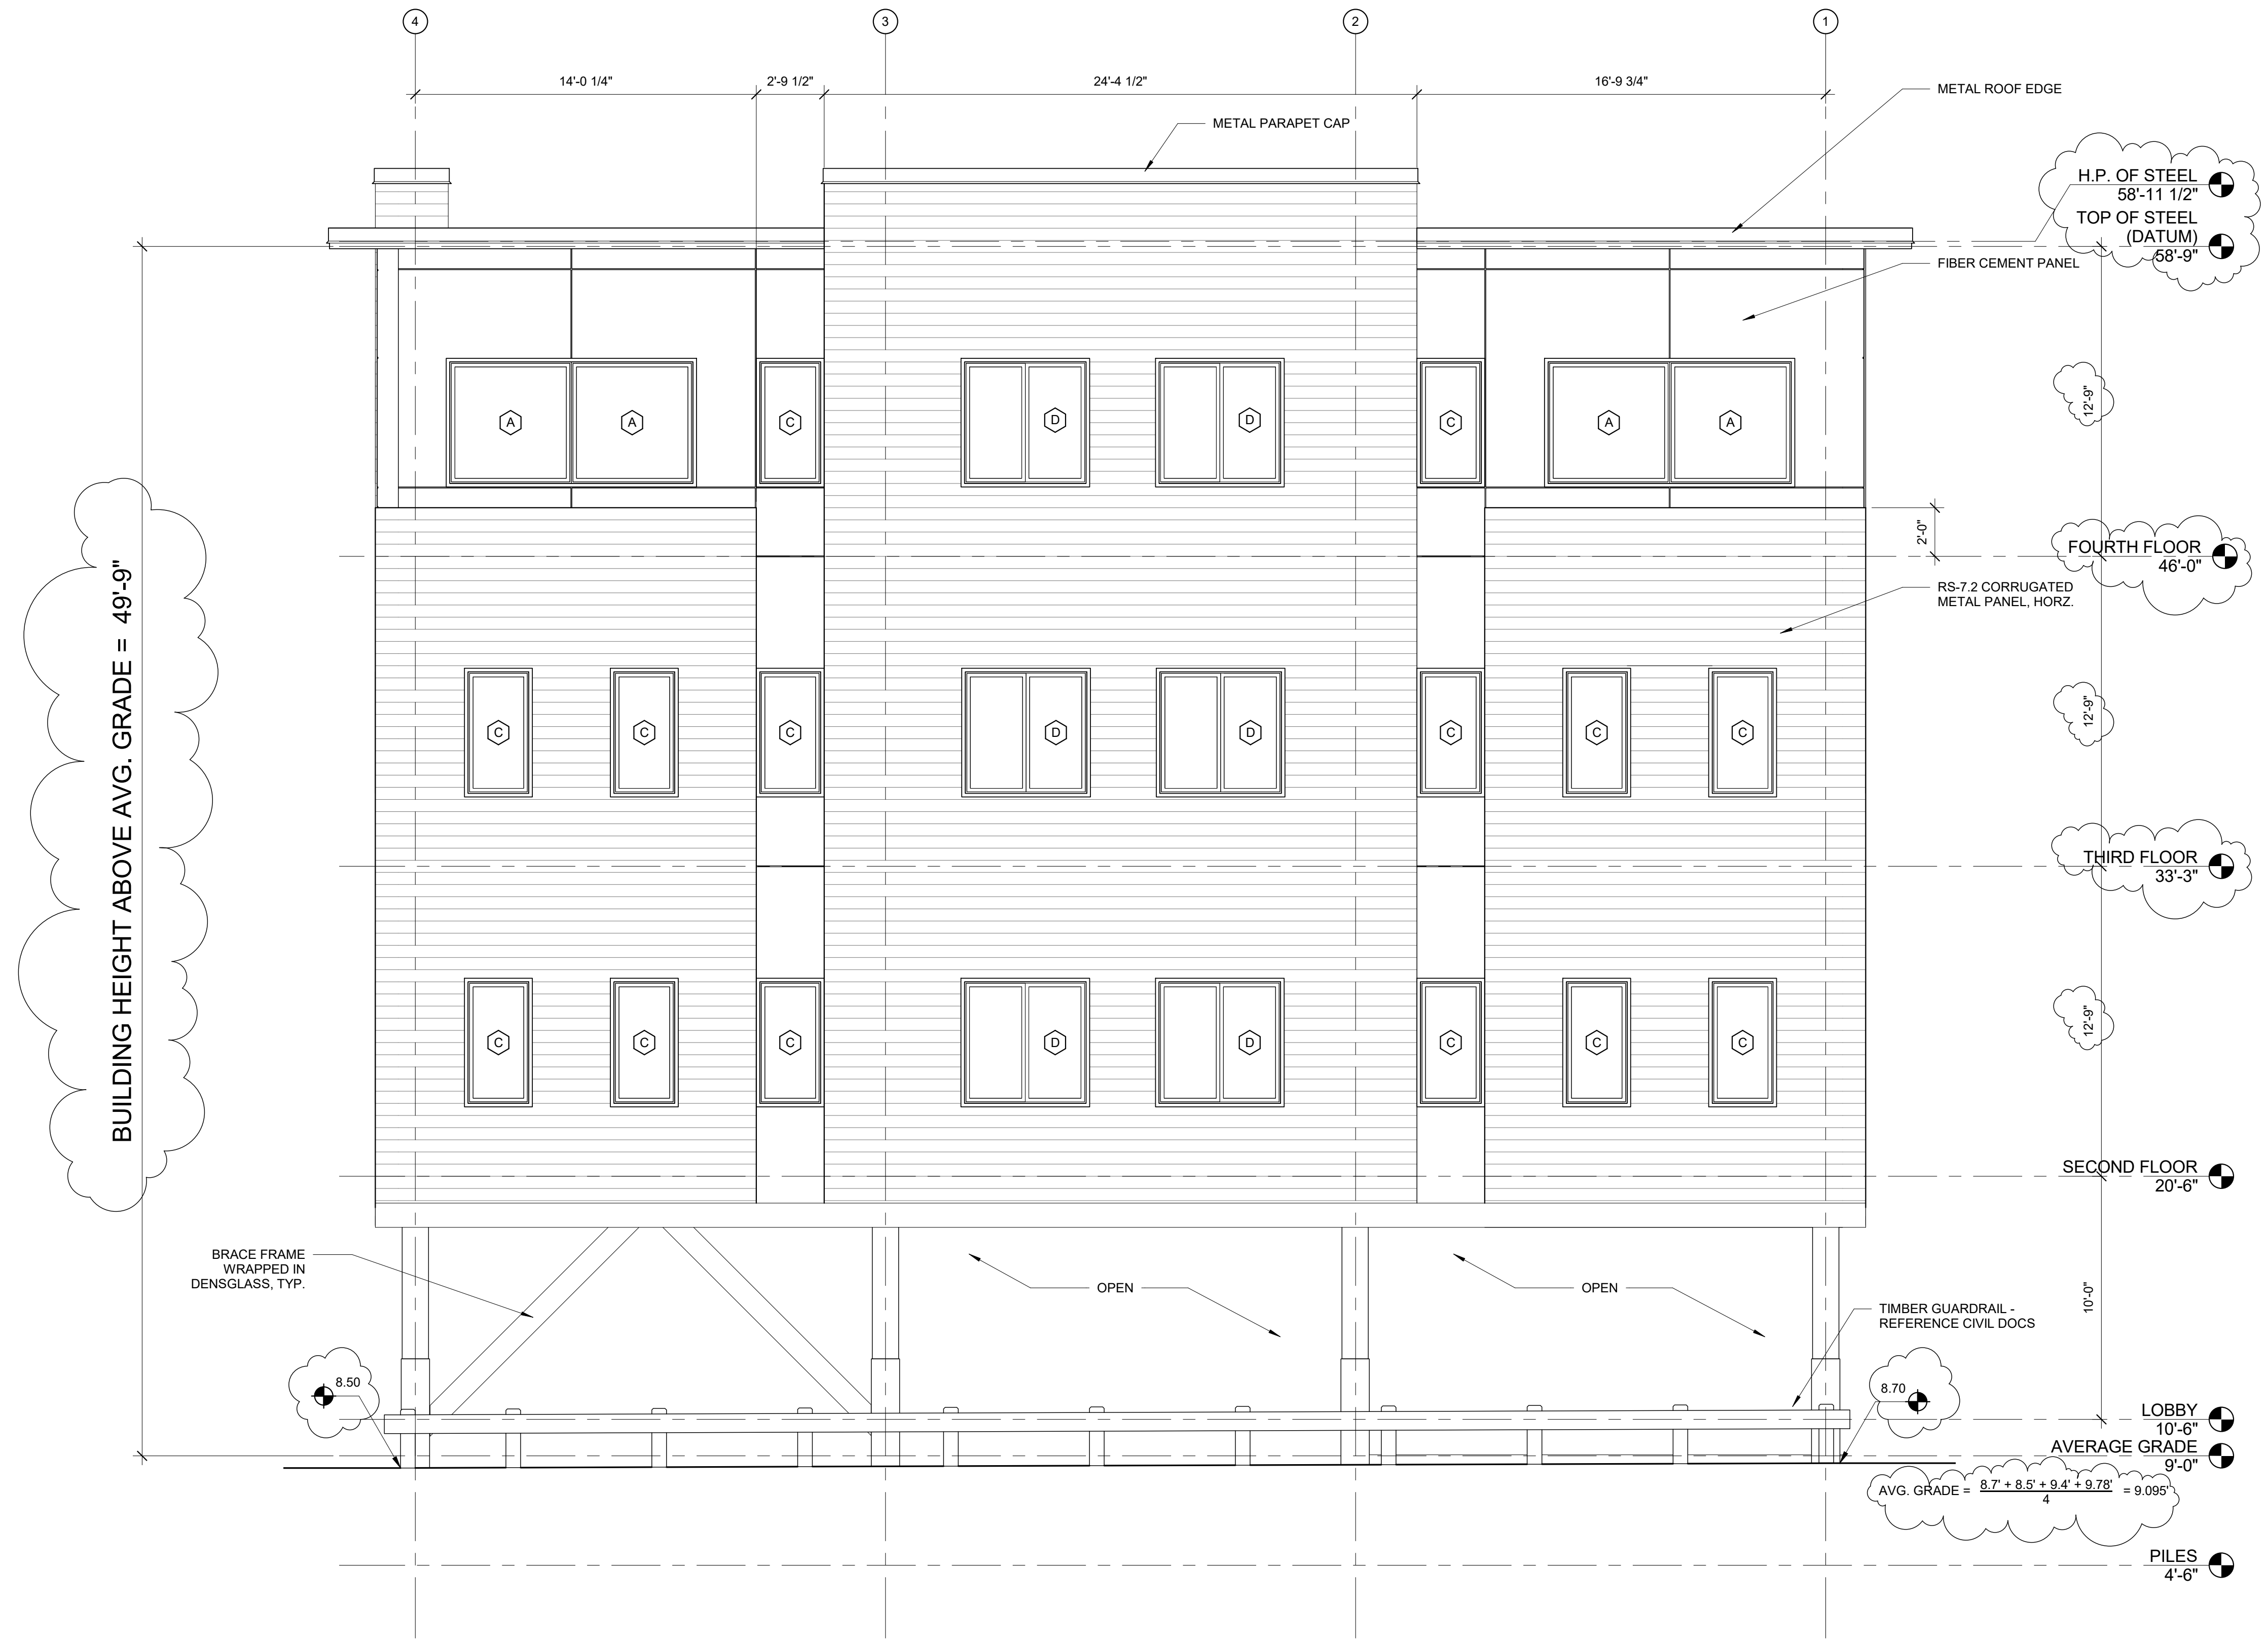 4
3
2
1
14'-0 1/4"
2'-9 1/2"
24'-4 1/2"
16'-9 3/4"
METAL ROOF EDGE
METAL PARAPET CAP
H.P. OF STEEL
58'-11 1/2"
TOP OF STEEL
(DATUM)
58'-9"
FIBER CEMENT PANEL
12'-9"
A
A
C
D
D
C
A
A
2'-0"
FOURTH FLOOR
46'-0"
RS-7.2 CORRUGATED
METAL PANEL, HORZ.
BUILDING HEIGHT ABOVE AVG. GRADE = 49'-9"
12'-9"
C
C
C
D
D
C
C
C
THIRD FLOOR
33'-3"
12'-9"
C
C
C
D
D
C
C
C
SECOND FLOOR
20'-6"
BRACE FRAME
WRAPPED IN
DENSGLASS, TYP.
OPEN
OPEN
10'-0"
TIMBER GUARDRAIL -
REFERENCE CIVIL DOCS
8.50
8.70
LOBBY
10'-6"
AVERAGE GRADE
9'-0"
AVG. GRADE = 8.7' + 8.5' + 9.4' + 9.78' = 9.095'
4
PILES
4'-6"